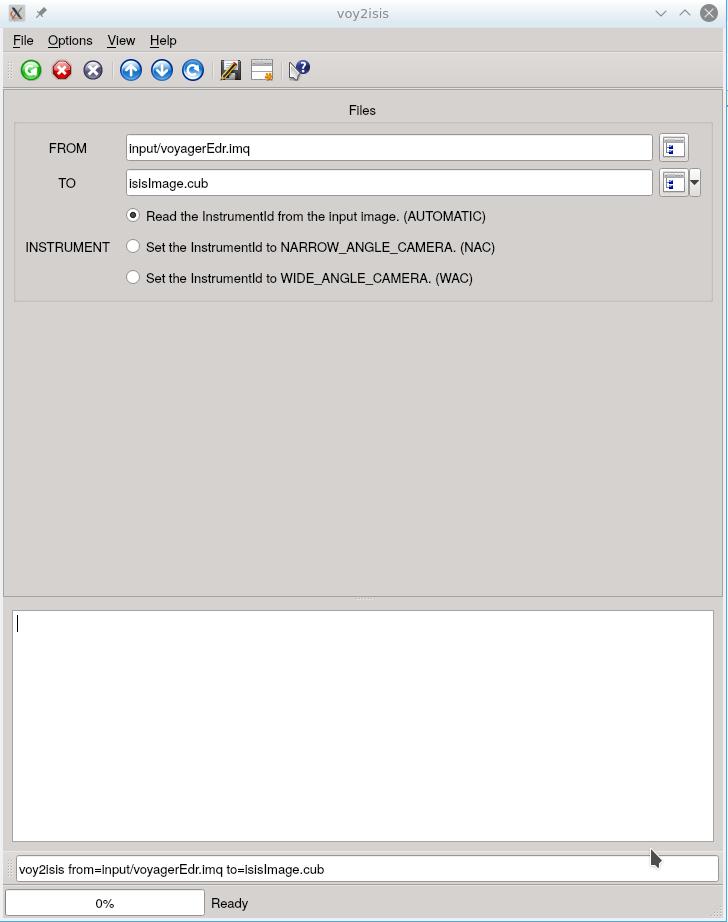 voy2isis
File Options View Help
Files
FROM input/voyagerEdr.imq
TO isisImage.cub
Read the InstrumentId from the input image. (AUTOMATIC)
INSTRUMENT Set the InstrumentId to NARROW_ANGLE_CAMERA. (NAC)
Set the InstrumentId to WIDE_ANGLE_CAMERA. (WAC)
voy2isis from=input/voyagerEdr.imq to=isisImage.cub
0% Ready